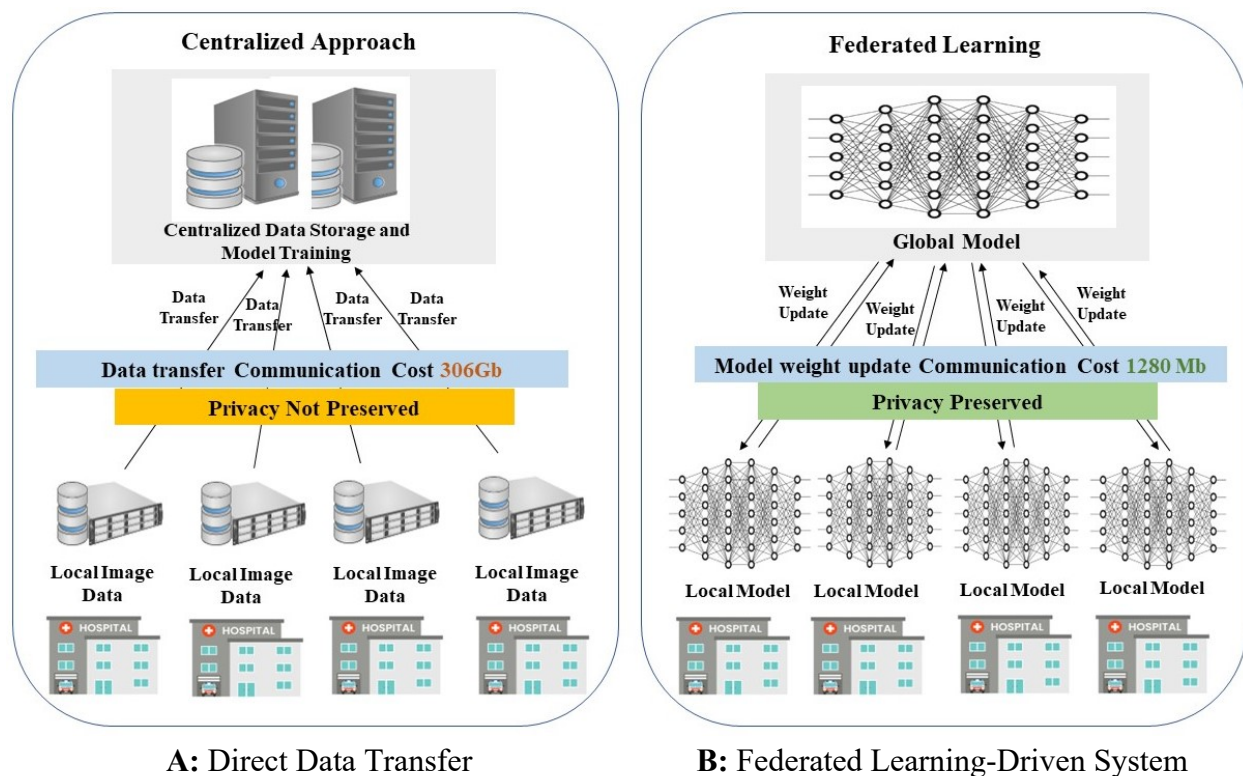 Centralized Approach
Centralized Data Storage and
Model Training
Data
Transfer
Data
Transfer
Data
Transfer
Data
Transfer
Data transfer Communication Cost 306Gb
Privacy Not Preserved
Local Image
Data
Local Image
Data
Local Image
Data
Local Image
Data
HOSPITAL
HOSPITAL
HOSPITAL
HOSPITAL
A: Direct Data Transfer
Federated Learning
Global Model
Weight
Update
Weight
Update
Weight
Update
Weight
Update
Model weight update Communication Cost 1280 Mb
Privacy Preserved
Local Model
Local Model
Local Model
Local Model
HOSPITAL
HOSPITAL
HOSPITAL
HOSPITAL
B: Federated Learning-Driven System